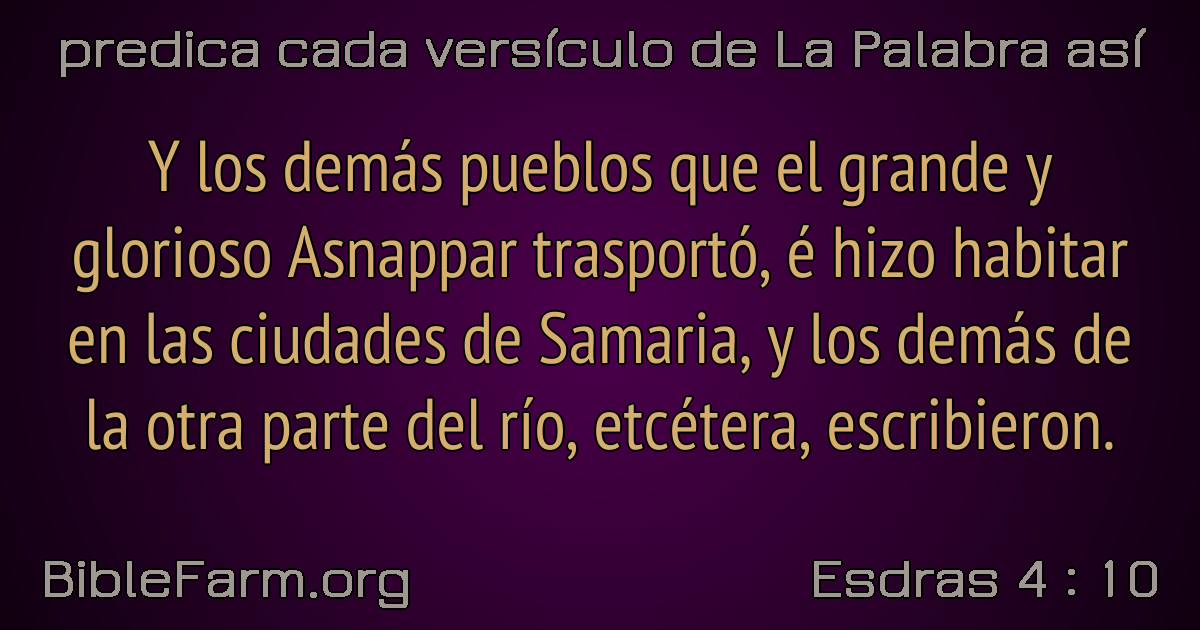 predica cada versículo de La Palabra así
Y los demás pueblos que el grande y
glorioso Asnappar trasportó, é hizo habitar
en las ciudades de Samaria, y los demás de
la otra parte del río, etcétera, escribieron.
BibleFarm.org
Esdras 4 : 10